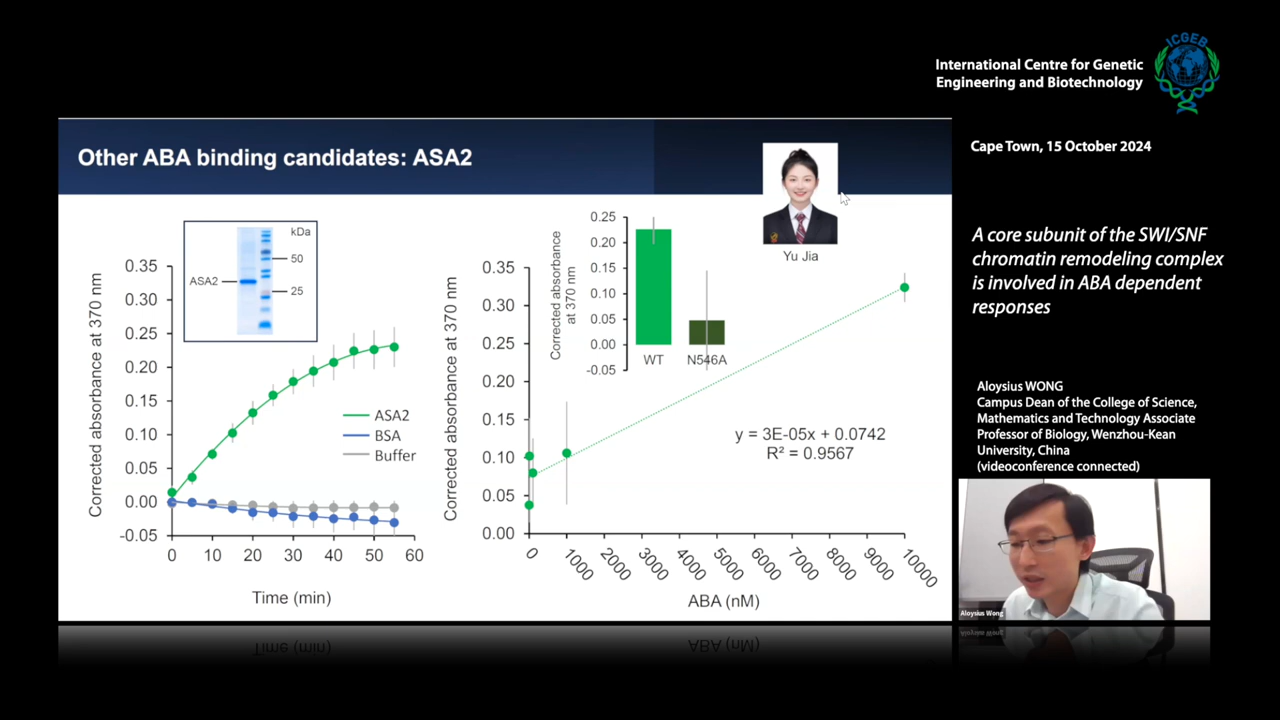 ICGEB
International Centre for Genetic
Engineering and Biotechnology
Cape Town, 15 October 2024
A core subunit of the SWI/SNF
chromatin remodeling complex
is involved in ABA dependent
responses
Aloysius WONG
Campus Dean of the College of Science,
Mathematics and Technology Associate
Professor of Biology, Wenzhou-Kean
University, China
(videoconference connected)
Aloysius Wong
Other ABA binding candidates: ASA2
Yu Jia
kDa
ASA2
50
25
Corrected absorbance at 370 nm
0.35
0.30
0.25
0.20
0.15
0.10
0.05
0.00
-0.05
0 10 20 30 40 50 60
Time (min)
ASA2
BSA
Buffer
Corrected absorbance at 370 nm
0.35
0.30
0.25
0.20
0.15
0.10
0.05
0.00
0 1000 2000 3000 4000 5000 6000 7000 8000 9000 10000
ABA (nM)
y = 3E-05x + 0.0742
R² = 0.9567
Corrected absorbance
at 370 nm
0.25
0.20
0.15
0.10
0.05
0.00
-0.05
WT N546A